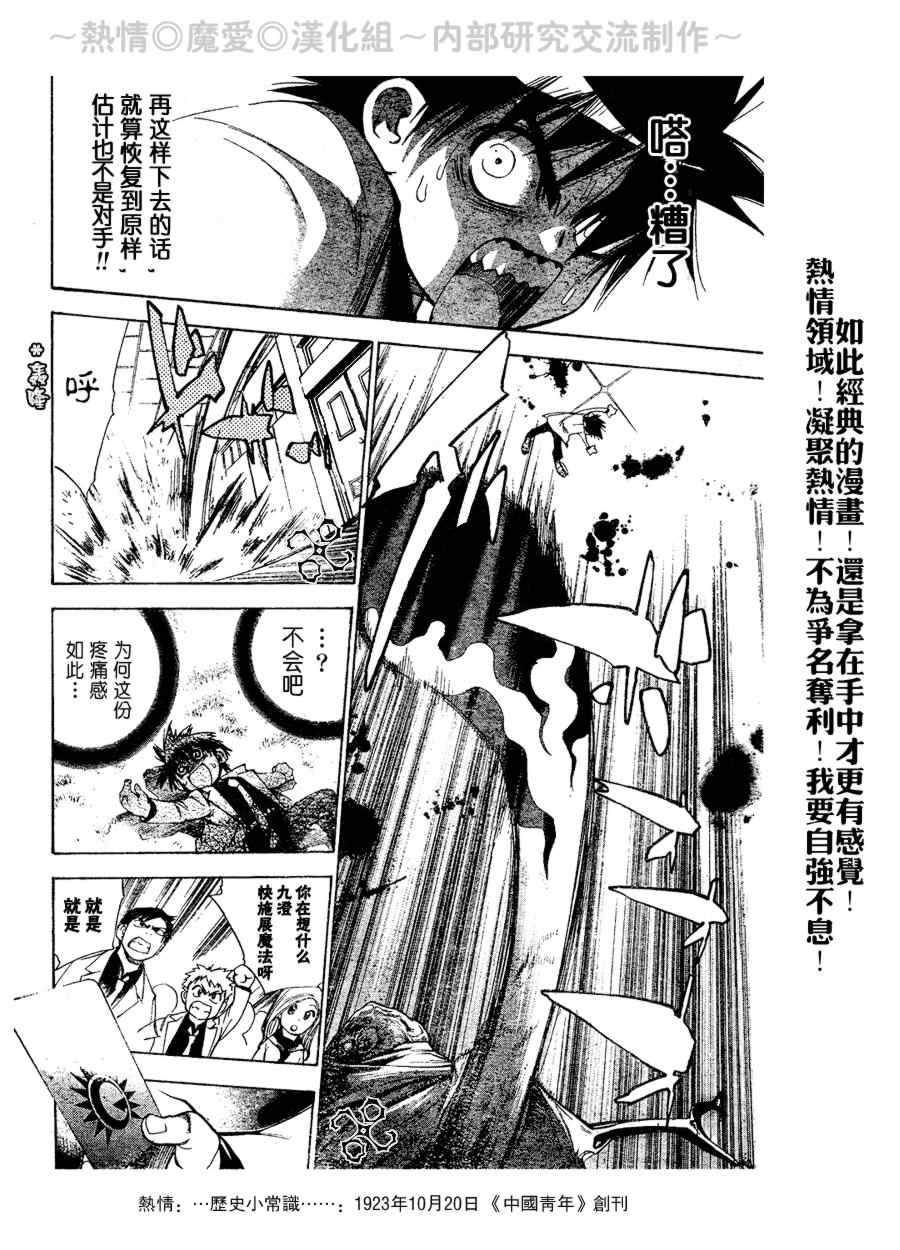 ～熱情◎魔愛◎漢化組～内部研究交流制作～
嗒…糟了
再这样下去的话，
就算恢复到原样，
估计也不是对手!!
呼
…？
不会吧
为何这份
疼痛感
如此…
你在想什么
九澄
快施展魔法呀
就是
就是
如此經典的漫畫！還是拿在手中才更有感覺！
熱情領域！凝聚熱情！不為爭名奪利！我要自強不息！
熱情：…歷史小常識……：1923年10月20日《中國靑年》創刊